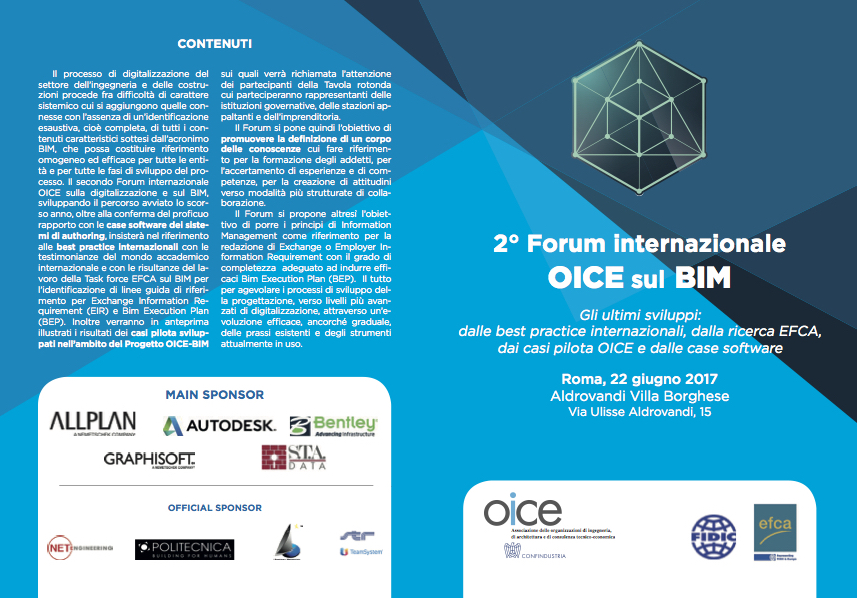 CONTENUTI
Il processo di digitalizzazione del
settore dell'ingegneria e delle costru-
zioni procede fra difficoltà di carattere
sistemico cui si aggiungono quelle con-
nesse con l'assenza di un'identificazione
esaustiva, cioè completa, di tutti i con-
tenuti caratteristici sottesi dall'acronimo
BIM, che possa costituire riferimento
omogeneo ed efficace per tutte le enti-
tà e per tutte le fasi di sviluppo del pro-
cesso. Il secondo Forum internazionale
OICE sulla digitalizzazione e sul BIM,
sviluppando il percorso avviato lo scor-
so anno, oltre alla conferma del proficuo
rapporto con le case software dei siste-
mi di authoring, insisterà nel riferimento
alle best practice internazionali con le
testimonianze del mondo accademico
internazionale e con le risultanze del la-
voro della Task force EFCA sul BIM per
l'identificazione di linee guida di riferi-
mento per Exchange Information Re-
quirement (EIR) e Bim Execution Plan
(BEP). Inoltre verranno in anteprima
illustrati i risultati dei casi pilota svilup-
pati nell'ambito del Progetto OICE-BIM
sui quali verrà richiamata l'attenzione
dei partecipanti della Tavola rotonda
cui parteciperanno rappresentanti delle
istituzioni governative, delle stazioni ap-
paltanti e dell'imprenditoria.
Il Forum si pone quindi l'obiettivo di
promuovere la definizione di un corpo
delle conoscenze cui fare riferimen-
to per la formazione degli addetti, per
l'accertamento di esperienze e di com-
petenze, per la creazione di attitudini
verso modalità più strutturate di colla-
borazione.
Il Forum si propone altresì l'obiet-
tivo di porre i principi di Information
Management come riferimento per la
redazione di Exchange o Employer In-
formation Requirement con il grado di
completezza adeguato ad indurre effi-
caci Bim Execution Plan (BEP). Il tutto
per agevolare i processi di sviluppo del-
la progettazione, verso livelli più avan-
zati di digitalizzazione, attraverso un'e-
voluzione efficace, ancorché graduale,
delle prassi esistenti e degli strumenti
attualmente in uso.
MAIN SPONSOR
ALLPLAN
A NEMETSCHEK COMPANY
AUTODESK.
Bentley
Advancing Infrastructure
GRAPHISOFT.
A NEMETSCHEK COMPANY
S.T.A.
DATA
OFFICIAL SPONSOR
NET ENGINEERING
POLITECNICA
BUILDING FOR HUMANS
str
TeamSystem
2° Forum internazionale
OICE sul BIM
Gli ultimi sviluppi:
dalle best practice internazionali, dalla ricerca EFCA,
dai casi pilota OICE e dalle case software
Roma, 22 giugno 2017
Aldrovandi Villa Borghese
Via Ulisse Aldrovandi, 15
oice
Associazione delle organizzazioni di ingegneria,
di architettura e di consulenza tecnico-economica
CONFINDUSTRIA
FIDIC
efca